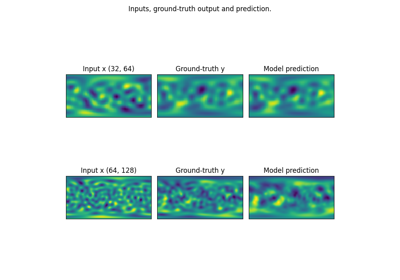 Inputs, ground-truth output and prediction.
Input x (32, 64) Ground-truth y Model prediction
Input x (64, 128) Ground-truth y Model prediction